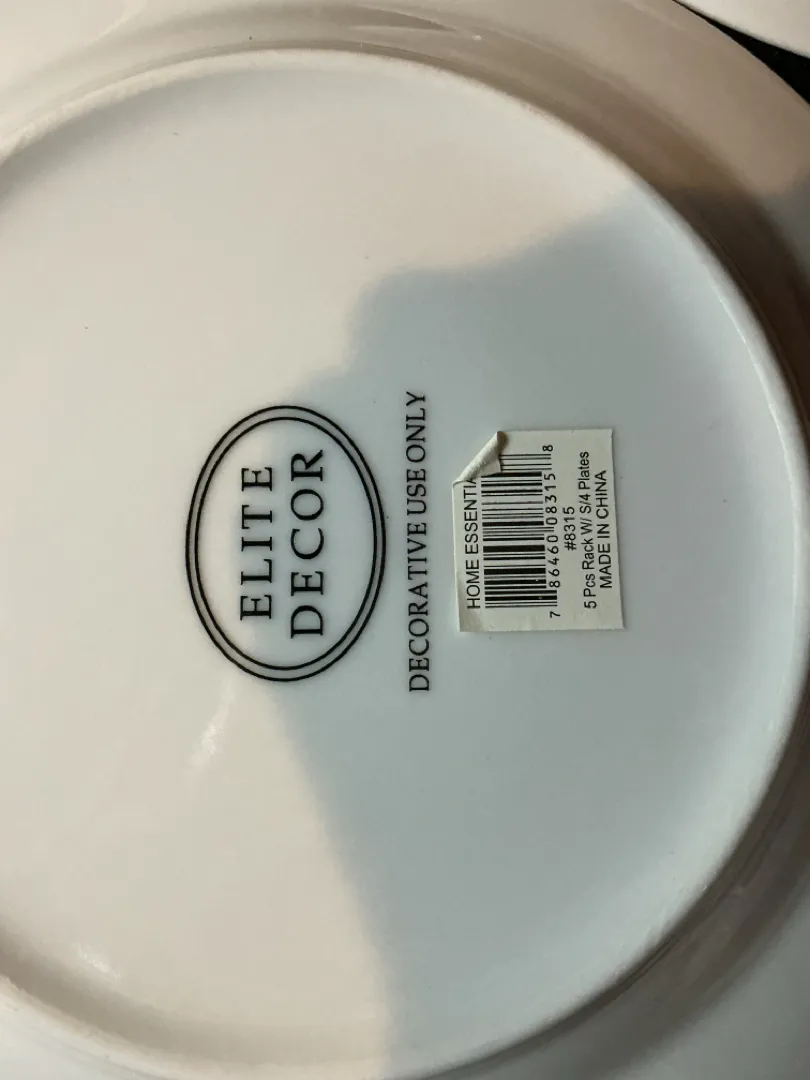 ELITE
DECOR
DECORATIVE USE ONLY
HOME
7 86460 08315 8
#8315
5 Pcs Rack W/ S/4 Plates
MADE IN CHINA